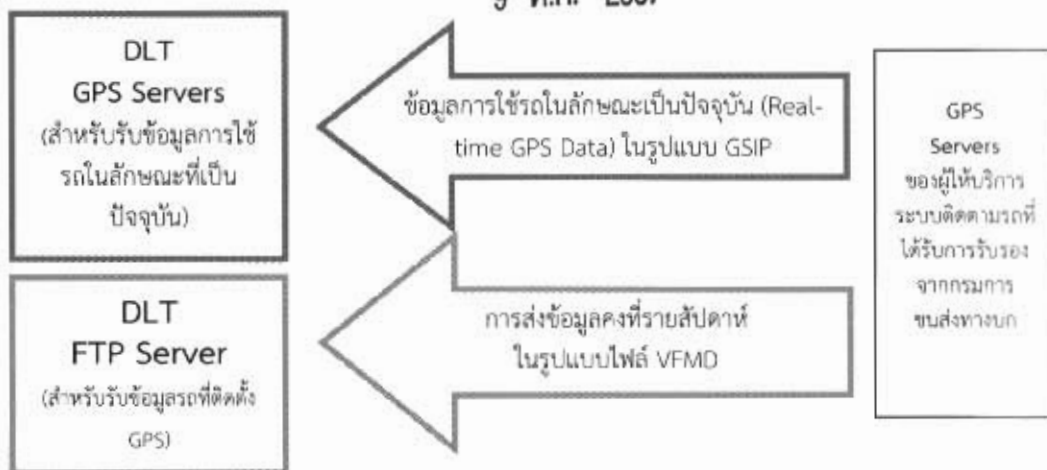 DLT
GPS Servers
(สำหรับรับข้อมูลการใช้
รถในลักษณะที่เป็น
ปัจจุบัน)
ข้อมูลการใช้รถในลักษณะเป็นปัจจุบัน (Real-
time GPS Data) ในรูปแบบ GSIP
DLT
FTP Server
(สำหรับรับข้อมูลรถที่ติดตั้ง
GPS)
การส่งข้อมูลคงที่รายสัปดาห์
ในรูปแบบไฟล์ VFMD
GPS
Servers
ของผู้ให้บริการ
ระบบติดตามรถที่
ได้รับการรับรอง
จากกรมการ
ขนส่งทางบก